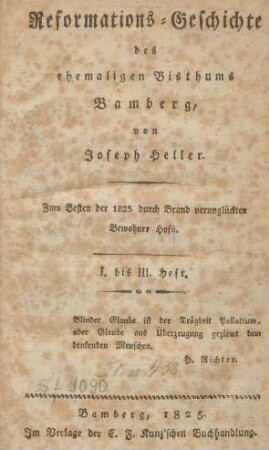 Reformations-Geschichte
des
ehemaligen Bisthums
Bamberg,
von
Joseph Heller.
Zum Besten der 1823 durch Brand verunglückten
Bewohner Hofs.
I. bis III. Heft.
Blinder Glaube ist der Trägheit Palladium,
aber Glaube aus Überzeugung geziemt dem
denkenden Menschen.
H. Richter.
Bamberg, 1825.
Im Verlage der C. F. Kunz'schen Buchhandlung.